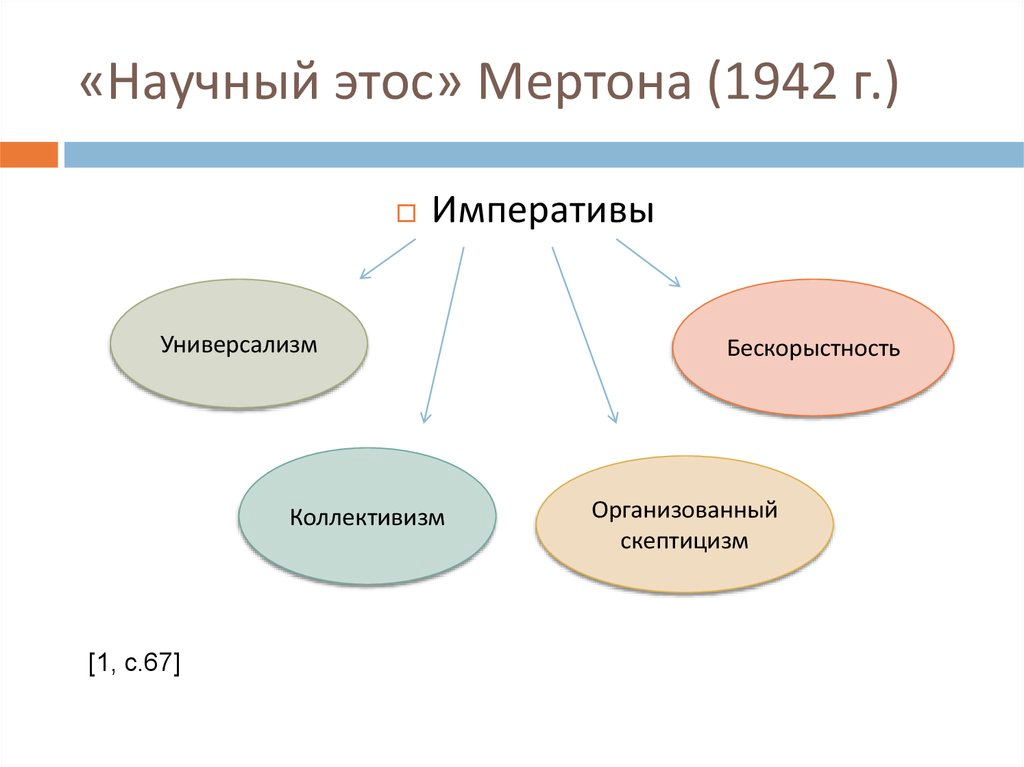 «Научный этос» Мертона (1942 г.)
Императивы
Универсализм
Бескорыстность
Коллективизм
Организованный
скептицизм
[1, с.67]